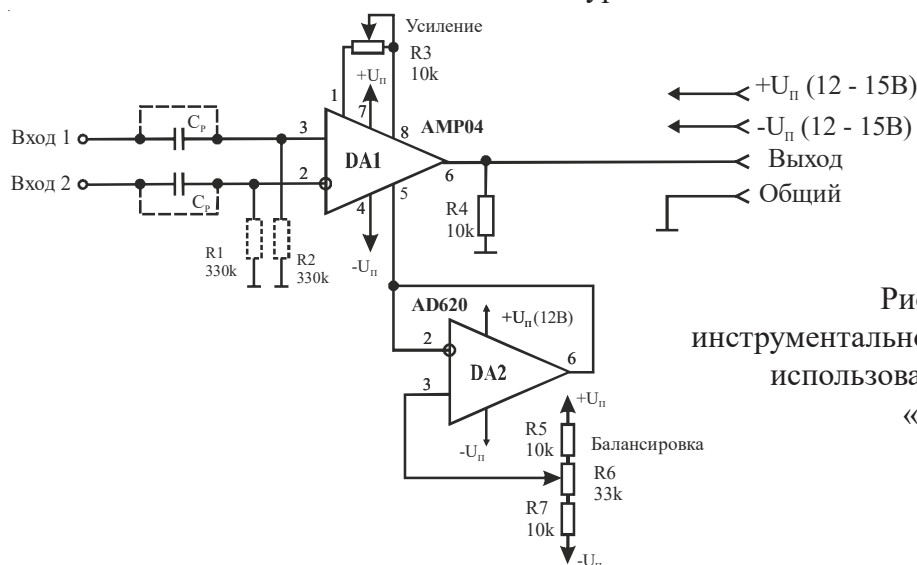 Усиление
R3
10k
+Uп
1
7
8
AMP04
+Uп (12 - 15В)
-Uп (12 - 15В)
Выход
Общий
Вход 1
Cр
3
DA1
6
Вход 2
Cр
2
4
5
R4
10k
R1
330k
R2
330k
-Uп
AD620
+Uп (12В)
2
6
DA2
3
-Uп
+Uп
R5
10k
Балансировка
R6
33k
R7
10k
-Uп
Рис
инструментально
использова
«